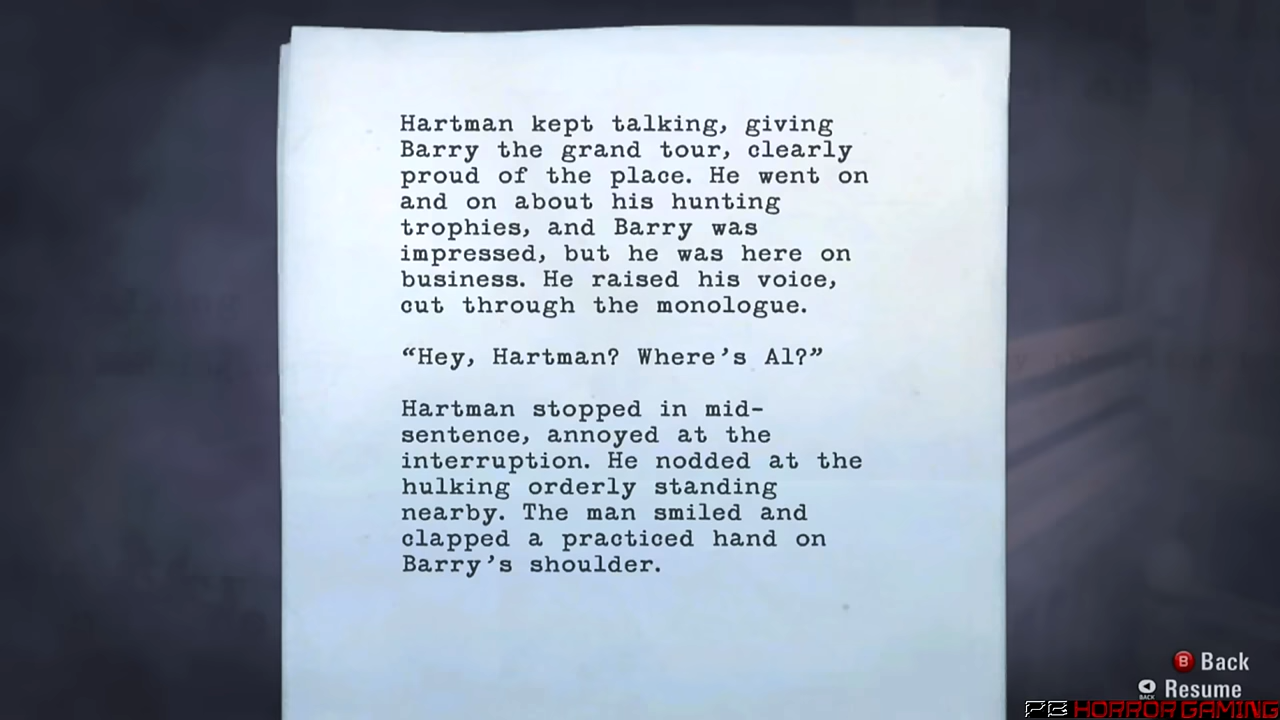 Hartman kept talking, giving
Barry the grand tour, clearly
proud of the place. He went on
and on about his hunting
trophies, and Barry was
impressed, but he was here on
business. He raised his voice,
cut through the monologue.
“Hey, Hartman? Where’s Al?”
Hartman stopped in mid-
sentence, annoyed at the
interruption. He nodded at the
hulking orderly standing
nearby. The man smiled and
clapped a practiced hand on
Barry’s shoulder.
B Back
BACK Resume
HORROR GAMING